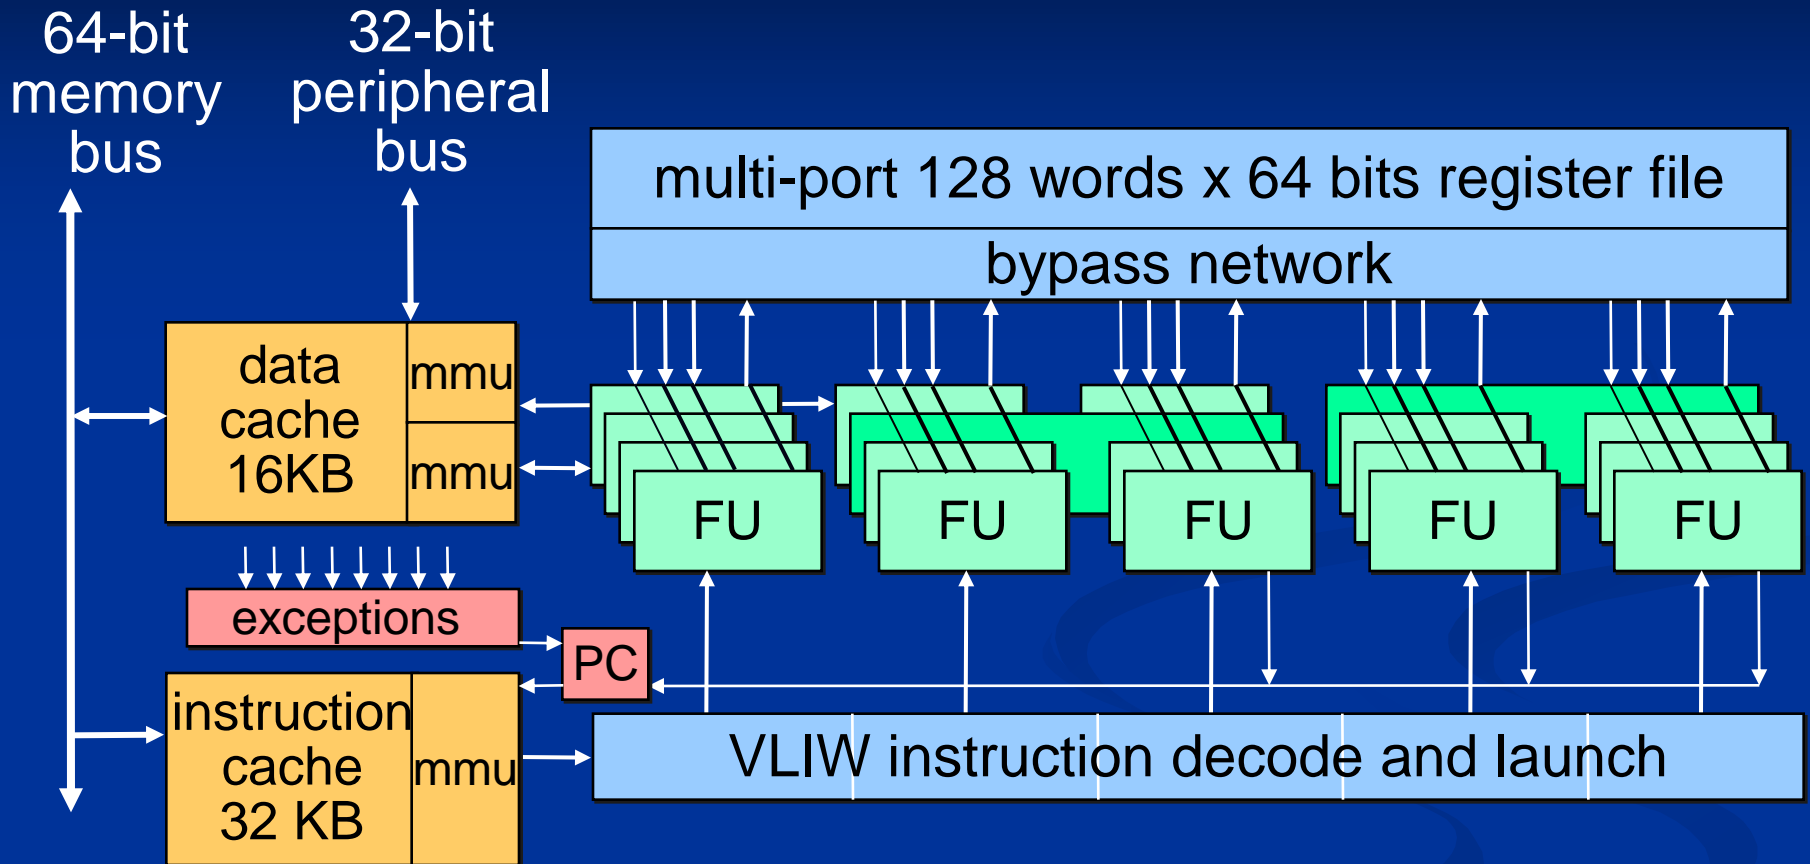 64-bit
memory
bus
32-bit
peripheral
bus
multi-port 128 words x 64 bits register file
bypass network
data
cache
16KB
mmu
mmu
FU
FU
FU
FU
FU
exceptions
PC
instruction
cache
32 KB
mmu
VLIW instruction decode and launch